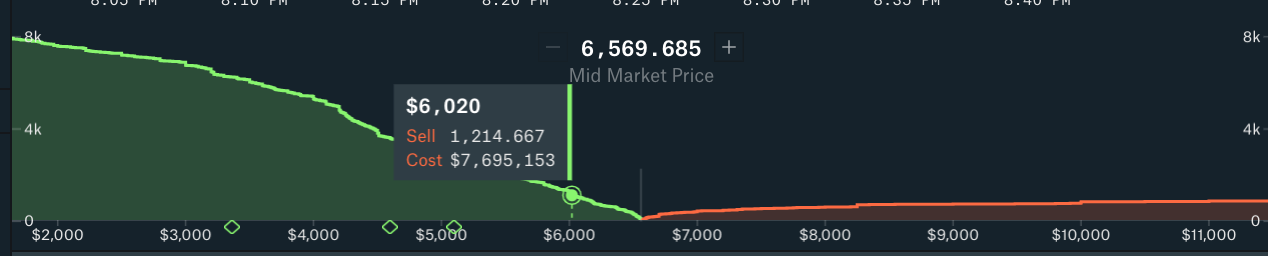 8:05 PM 8:10 PM 8:15 PM 8:20 PM 8:25 PM 8:30 PM 8:35 PM 8:40 PM
8k 8k
− 6,569.685 +
Mid Market Price
$6,020
Sell 1,214.667
Cost $7,695,153
4k 4k
0 0
$2,000 $3,000 $4,000 $5,000 $6,000 $7,000 $8,000 $9,000 $10,000 $11,000